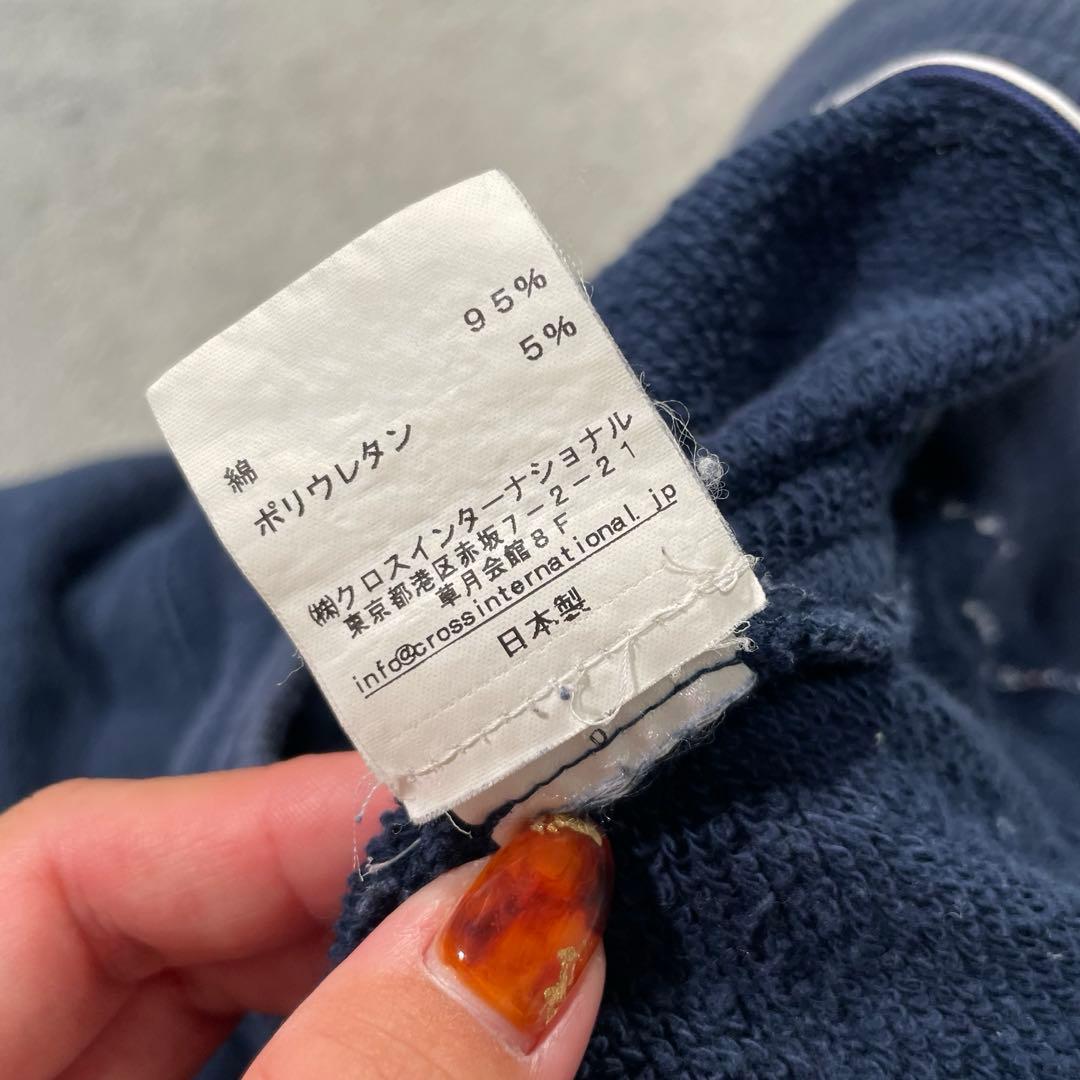 綿 95%
ポリウレタン 5%
㈱クロスインターナショナル
東京都港区赤坂7-2-21
草月会館8F
info@crossinternational.jp
日本製